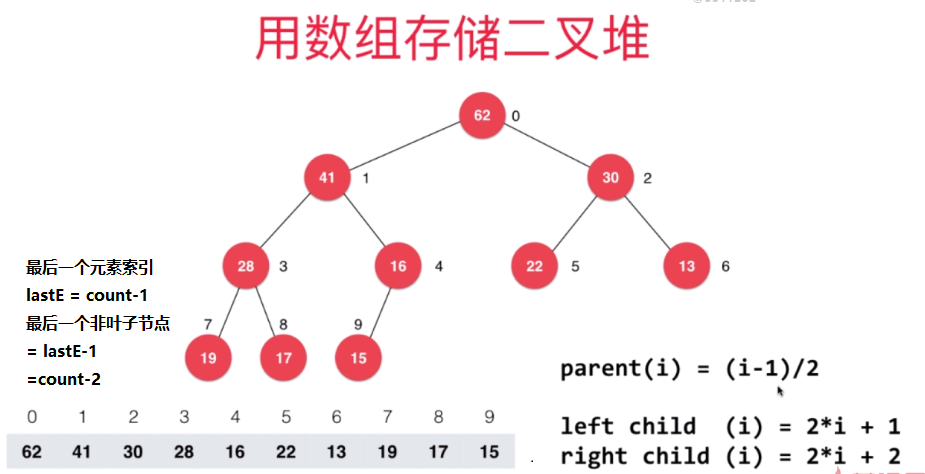 用数组存储二叉堆
62 0
41 1
30 2
28 3
16 4
22 5
13 6
7 8 9
19 17 15
最后一个元素索引
lastE = count-1
最后一个非叶子节点
= lastE-1
=count-2
parent(i) = (i-1)/2
left child (i) = 2*i + 1
right child (i) = 2*i + 2
0 1 2 3 4 5 6 7 8 9
62 41 30 28 16 22 13 19 17 15
.